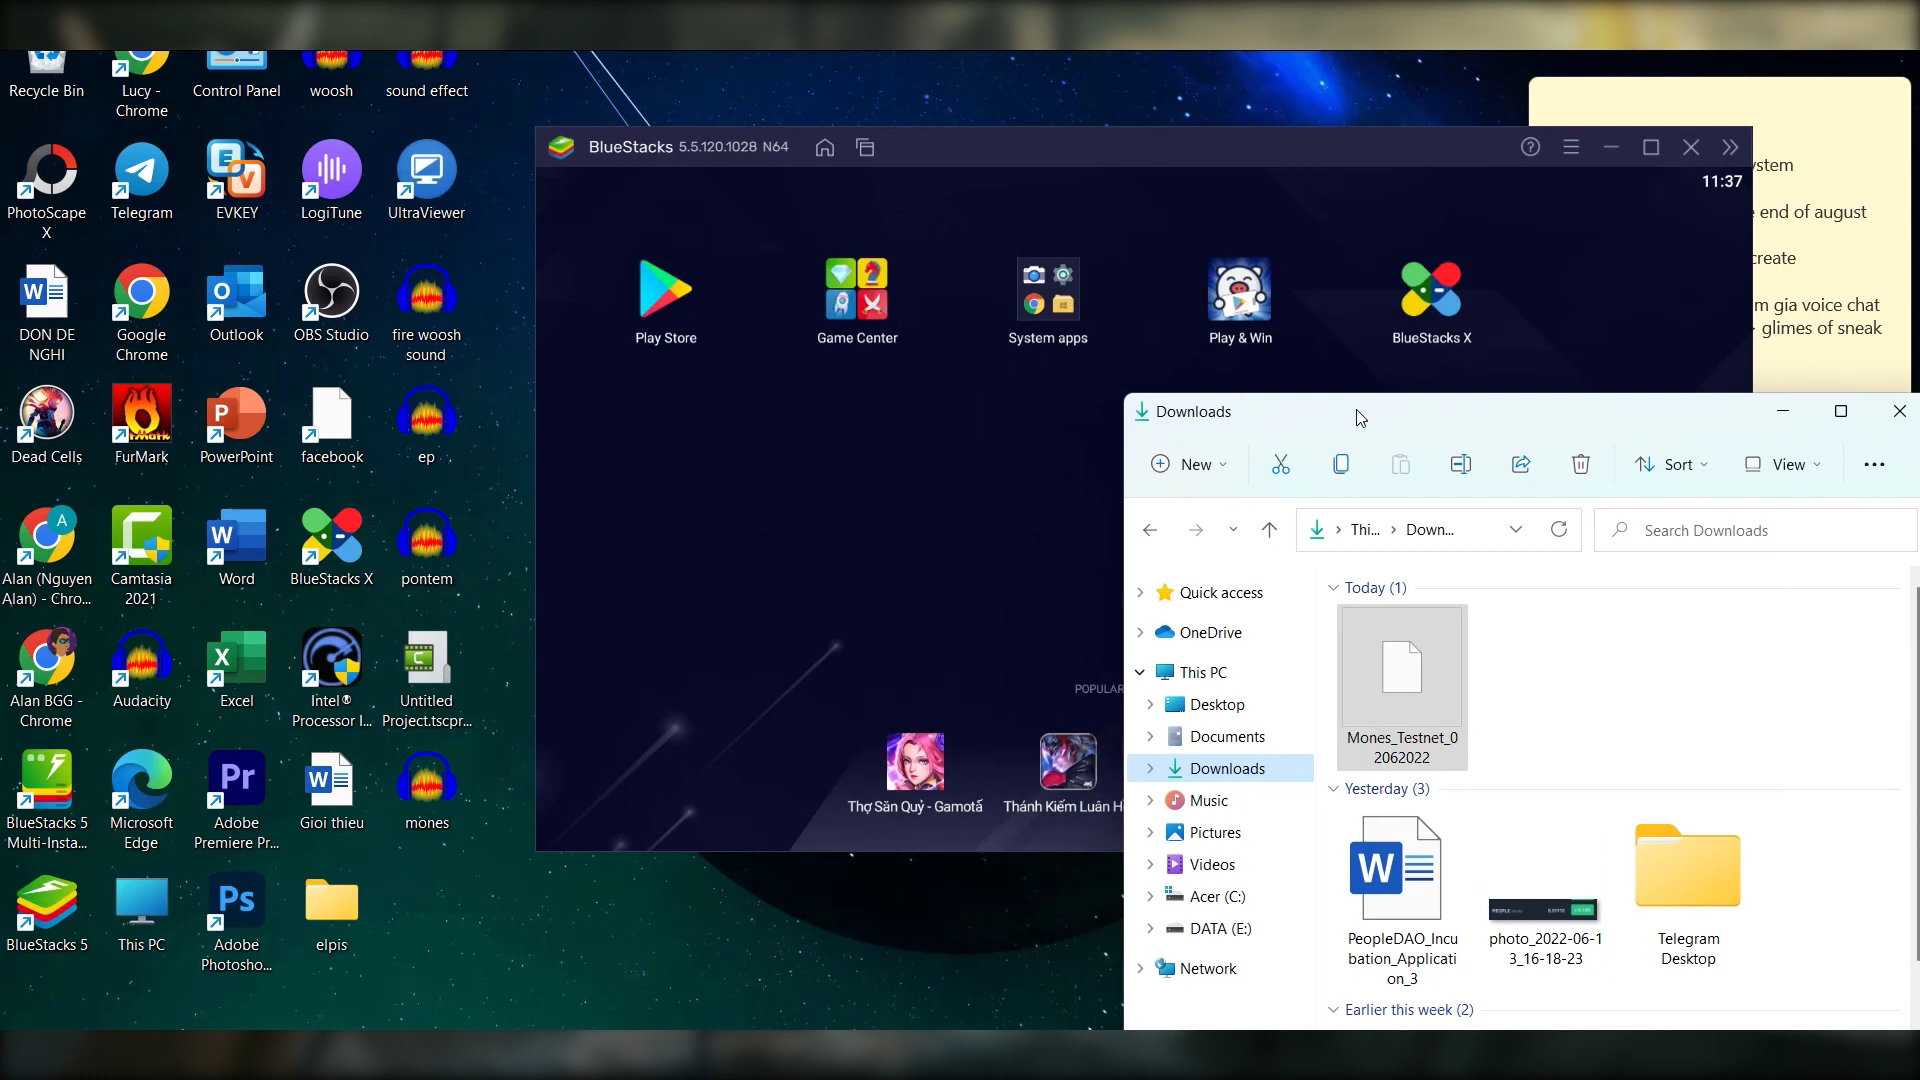 Recycle Bin
Lucy -
Chrome
Control Panel
woosh
sound effect
PhotoScape
X
Telegram
EVKEY
LogiTune
UltraViewer
DON DE
NGHI
Google
Chrome
Outlook
OBS Studio
fire woosh
sound
Dead Cells
FurMark
PowerPoint
facebook
ep
Alan (Nguyen
Alan) - Chro...
Camtasia
2021
Word
BlueStacks X
pontem
Alan BGG -
Chrome
Audacity
Excel
Intel®
Processor I...
Untitled
Project.tscpr...
BlueStacks 5
Multi-Insta...
Microsoft
Edge
Adobe
Premiere Pr...
Gioi thieu
mones
BlueStacks 5
This PC
Adobe
Photosho...
elpis
BlueStacks 5.5.120.1028 N64
11:37
Play Store
Game Center
System apps
Play & Win
BlueStacks X
POPULAR
Thợ Săn Quỷ - Gamota
Thánh Kiếm Luân H
ystem
end of august
create
m gia voice chat
glimes of sneak
Downloads
New
Sort
View
Thi...
Down...
Search Downloads
Quick access
OneDrive
This PC
Desktop
Documents
Downloads
Music
Pictures
Videos
Acer (C:)
DATA (E:)
Network
Today (1)
Mones_Testnet_0
2062022
Yesterday (3)
PeopleDAO_Incu
bation_Applicati
on_3
photo_2022-06-1
3_16-18-23
Telegram
Desktop
Earlier this week (2)